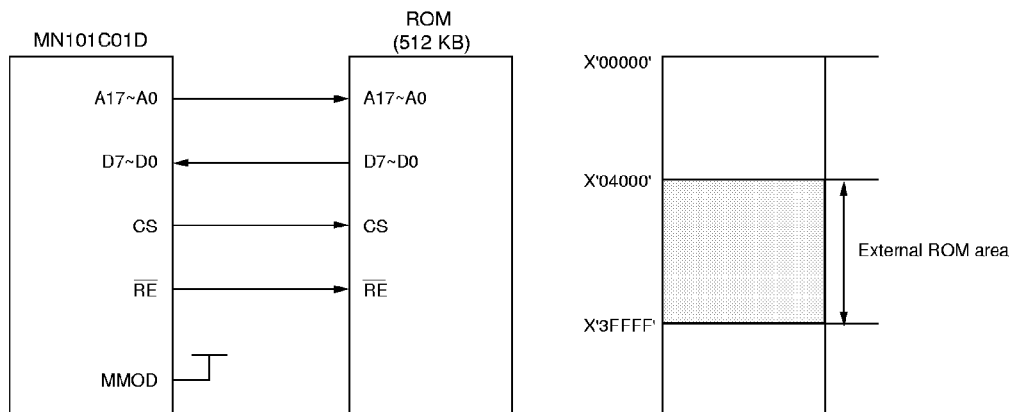 MN101C01D
ROM
(512 KB)
A17~A0
A17~A0
D7~D0
D7~D0
CS
CS
RE
RE
MMOD
X'00000'
X'04000'
External ROM area
X'3FFFF'